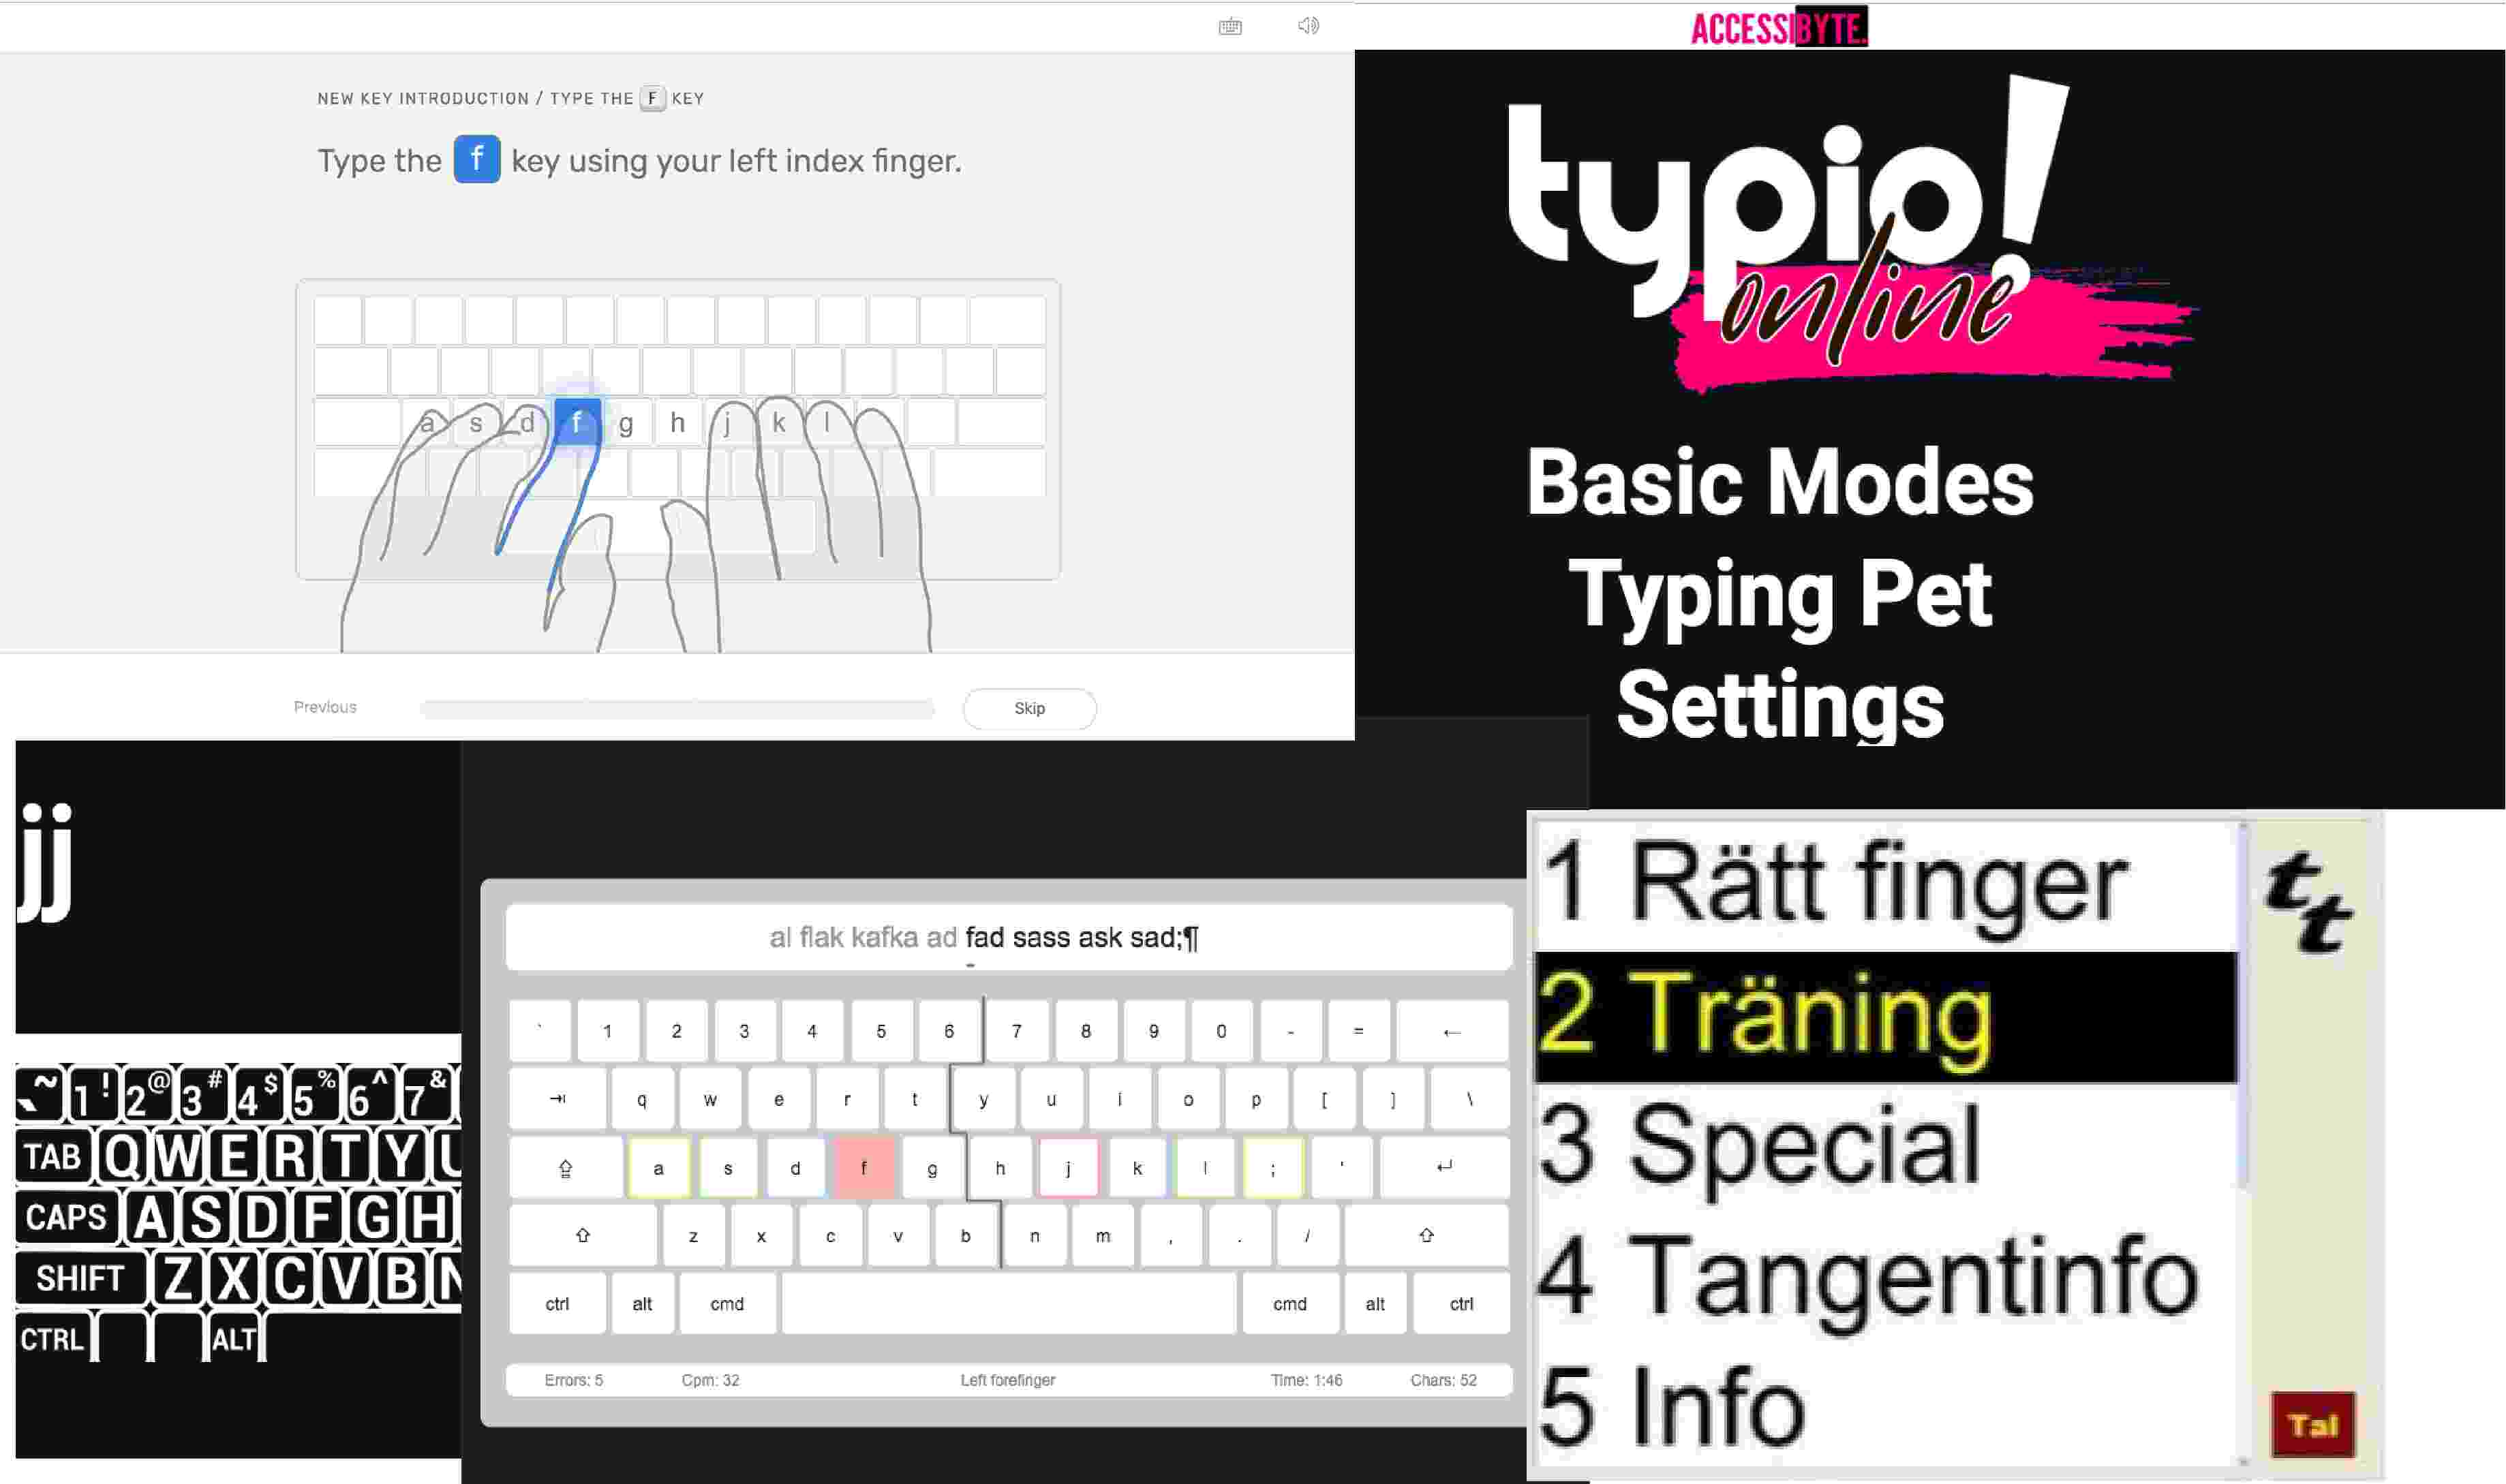 NEW KEY INTRODUCTION / TYPE THE F KEY
Type the f key using your left index finger.
a s d f g h j k l
Previous
Skip
ACCESSIBYTE.
typio!
online
Basic Modes
Typing Pet
Settings
jj
` ~ 1 ! 2 @ 3 # 4 $ 5 % 6 ^ 7 &
TAB Q W E R T Y U
CAPS A S D F G H
SHIFT Z X C V B N
CTRL ALT
al flak kafka ad fad sass ask sad;¶
` 1 2 3 4 5 6 7 8 9 0 - = ←
⇥ q w e r t y u i o p [ ] \
⇪ a s d f g h j k l ; ' ↵
⇧ z x c v b n m , . / ⇧
ctrl alt cmd cmd alt ctrl
Errors: 5 Cpm: 32 Left forefinger Time: 1:46 Chars: 52
1 Rätt finger
2 Träning
3 Special
4 Tangentinfo
5 Info
tt
Tal